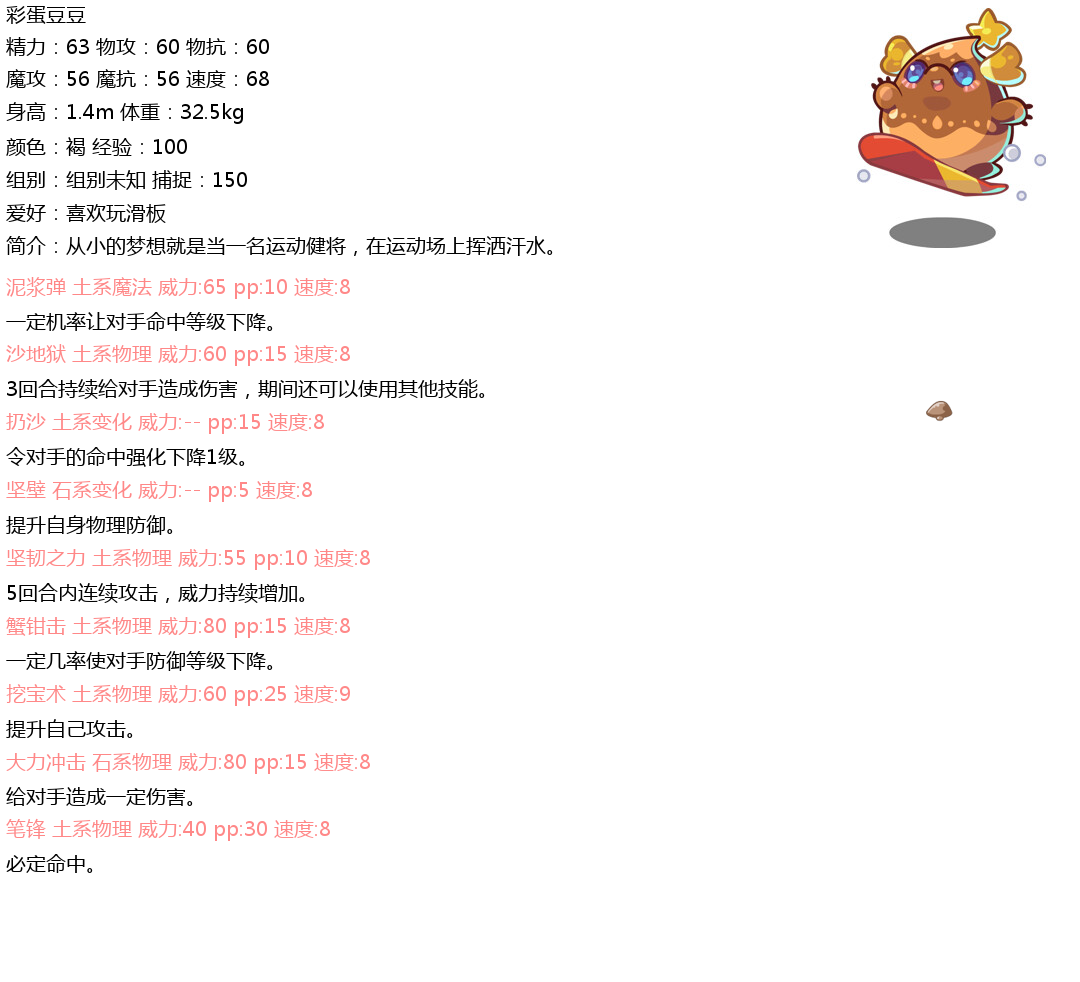 彩蛋豆豆
精力：63 物攻：60 物抗：60
魔攻：56 魔抗：56 速度：68
身高：1.4m 体重：32.5kg
颜色：褐 经验：100
组别：组别未知 捕捉：150
爱好：喜欢玩滑板
简介：从小的梦想就是当一名运动健将，在运动场上挥洒汗水。
泥浆弹 土系魔法 威力:65 pp:10 速度:8
一定机率让对手命中等级下降。
沙地狱 土系物理 威力:60 pp:15 速度:8
3回合持续给对手造成伤害，期间还可以使用其他技能。
扔沙 土系变化 威力:-- pp:15 速度:8
令对手的命中强化下降1级。
坚壁 石系变化 威力:-- pp:5 速度:8
提升自身物理防御。
坚韧之力 土系物理 威力:55 pp:10 速度:8
5回合内连续攻击，威力持续增加。
蟹钳击 土系物理 威力:80 pp:15 速度:8
一定几率使对手防御等级下降。
挖宝术 土系物理 威力:60 pp:25 速度:9
提升自己攻击。
大力冲击 石系物理 威力:80 pp:15 速度:8
给对手造成一定伤害。
笔锋 土系物理 威力:40 pp:30 速度:8
必定命中。